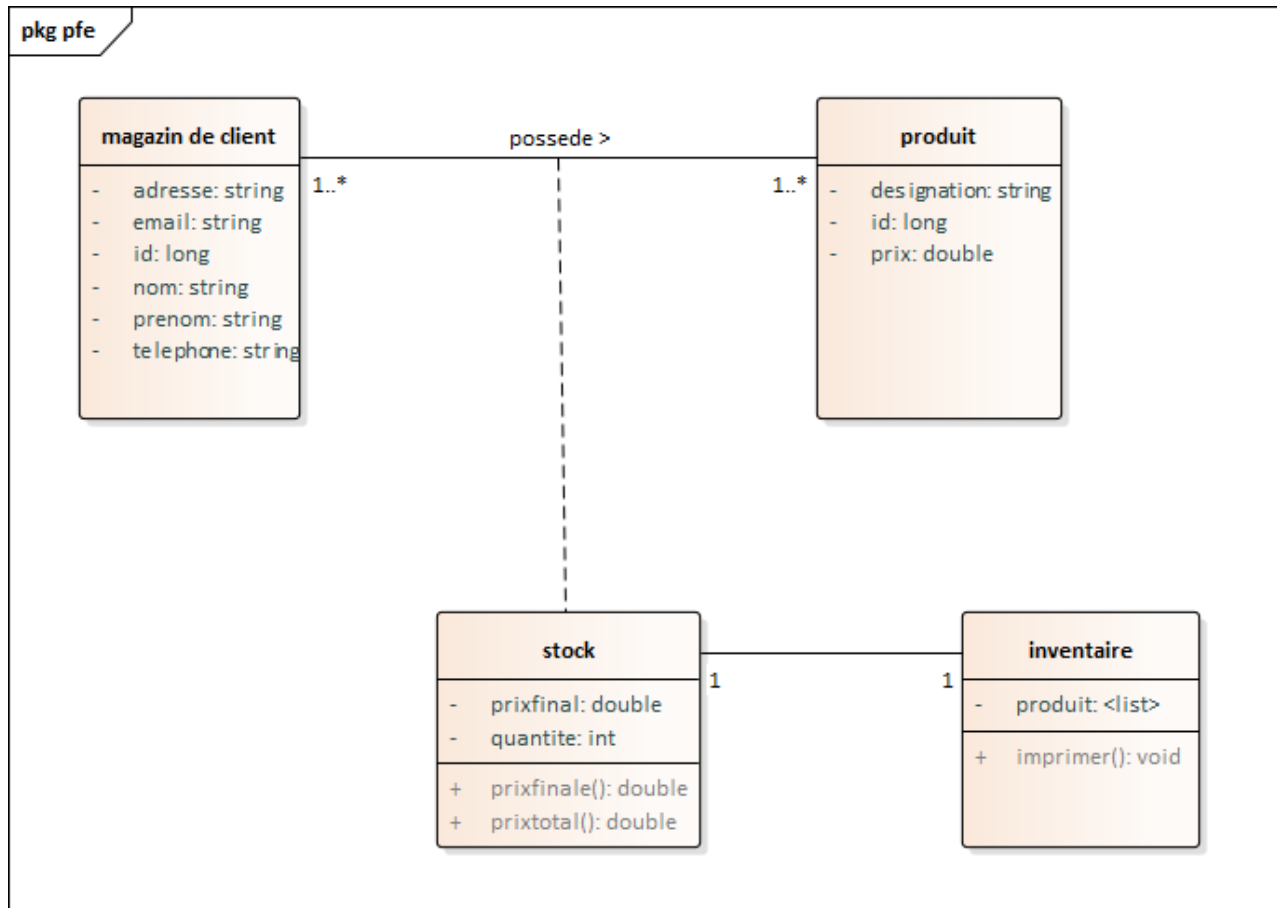 pkg pfe
magazin de client
- adresse: string
- email: string
- id: long
- nom: string
- prenom: string
- telephone: string
possede >
1..*
1..*
produit
- designation: string
- id: long
- prix: double
stock
- prixfinal: double
- quantite: int
+ prixfinale(): double
+ prixtotal(): double
1
1
inventaire
- produit: <list>
+ imprimer(): void